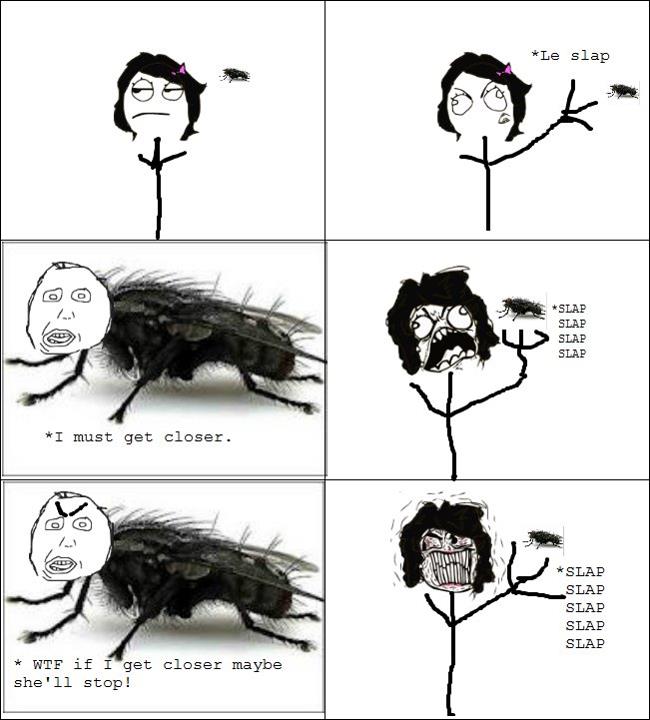 *Le slap
*I must get closer.
*SLAP
SLAP
SLAP
SLAP
* WTF if I get closer maybe
she'll stop!
*SLAP
SLAP
SLAP
SLAP
SLAP